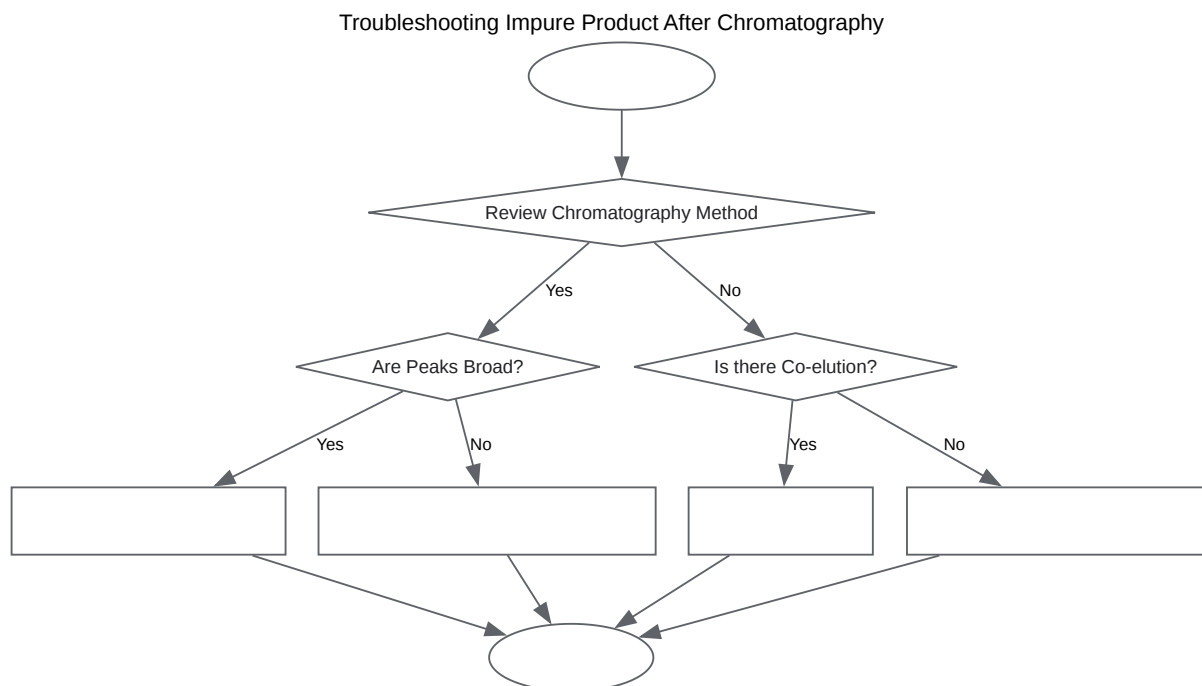 Troubleshooting Impure Product After Chromatography
Review Chromatography Method
Yes
No
Are Peaks Broad?
Is there Co-elution?
Yes
No
Yes
No